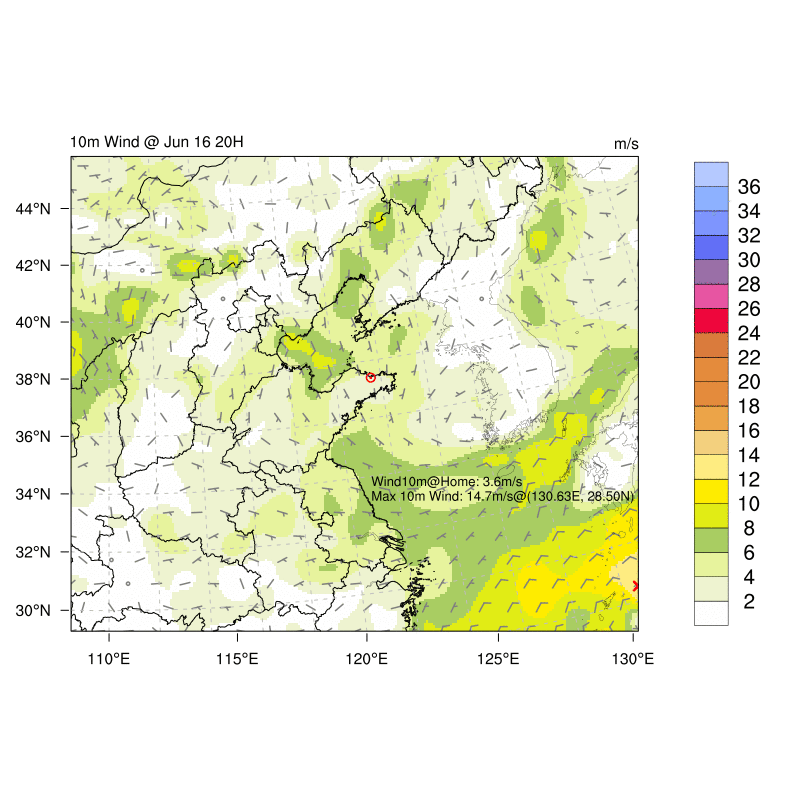 10m Wind @ Jun 16 20H
m/s
44°N
42°N
40°N
38°N
36°N
34°N
32°N
30°N
Wind10m@Home: 3.6m/s
Max 10m Wind: 14.7m/s@(130.63E, 28.50N)
110°E
115°E
120°E
125°E
130°E
36
34
32
30
28
26
24
22
20
18
16
14
12
10
8
6
4
2